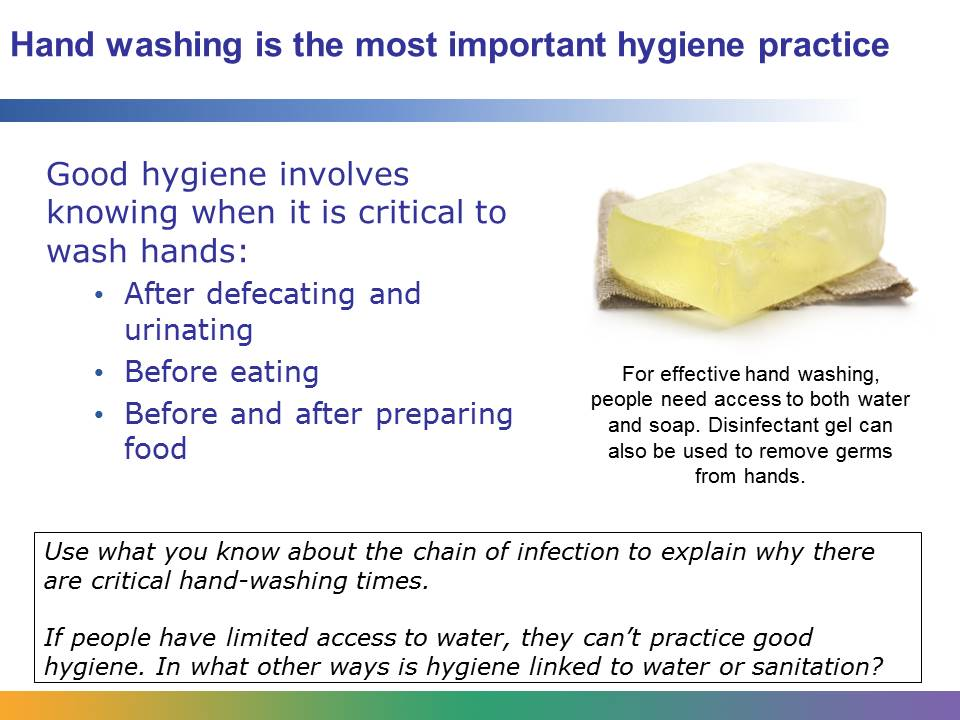 Hand washing is the most important hygiene practice
Good hygiene involves
knowing when it is critical to
wash hands:
• After defecating and
urinating
• Before eating
• Before and after preparing
food
For effective hand washing,
people need access to both water
and soap. Disinfectant gel can
also be used to remove germs
from hands.
Use what you know about the chain of infection to explain why there
are critical hand-washing times.
If people have limited access to water, they can’t practice good
hygiene. In what other ways is hygiene linked to water or sanitation?